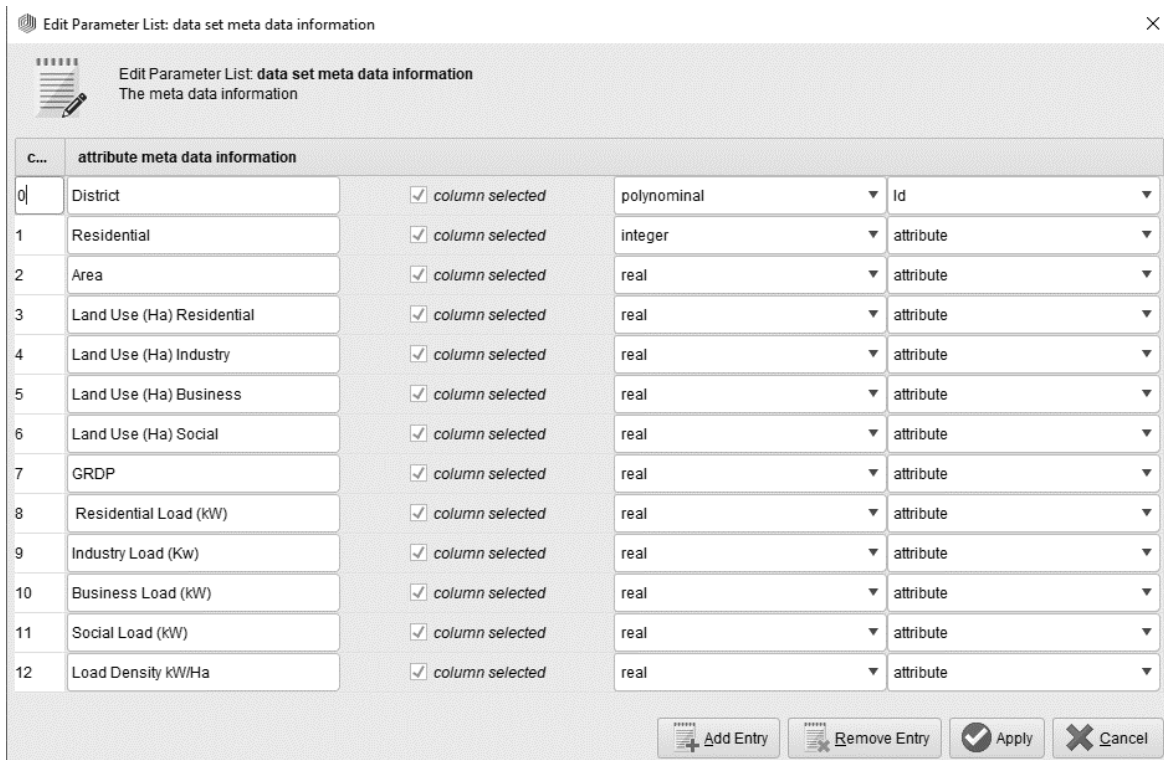 Edit Parameter List: data set meta data information
Edit Parameter List: data set meta data information
The meta data information
c... attribute meta data information
0 District column selected polynominal Id
1 Residential column selected integer attribute
2 Area column selected real attribute
3 Land Use (Ha) Residential column selected real attribute
4 Land Use (Ha) Industry column selected real attribute
5 Land Use (Ha) Business column selected real attribute
6 Land Use (Ha) Social column selected real attribute
7 GRDP column selected real attribute
8 Residential Load (kW) column selected real attribute
9 Industry Load (Kw) column selected real attribute
10 Business Load (kW) column selected real attribute
11 Social Load (kW) column selected real attribute
12 Load Density kW/Ha column selected real attribute
Add Entry Remove Entry Apply Cancel